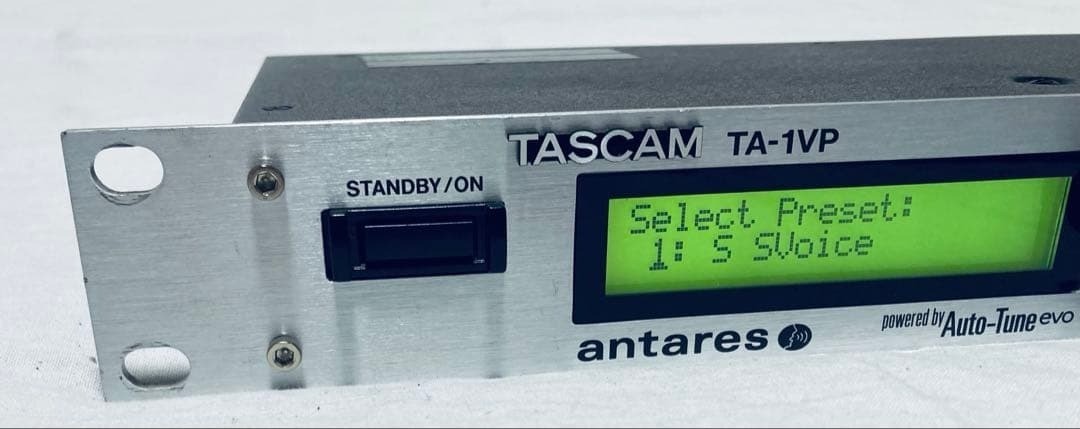 TASCAM TA-1VP
STANDBY/ON
Select Preset:
1: S SVoice
antares
powered by Auto-Tune evo